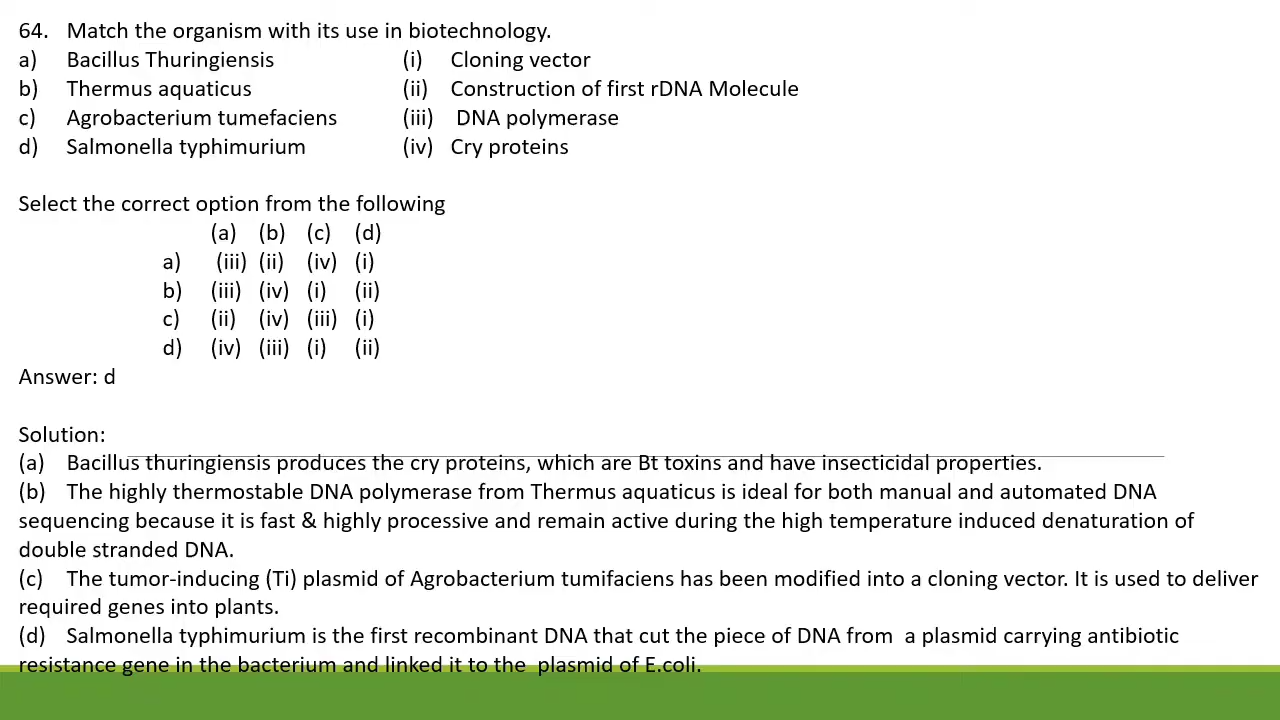 64. Match the organism with its use in biotechnology.
a) Bacillus Thuringiensis (i) Cloning vector
b) Thermus aquaticus (ii) Construction of first rDNA Molecule
c) Agrobacterium tumefaciens (iii) DNA polymerase
d) Salmonella typhimurium (iv) Cry proteins
Select the correct option from the following
(a) (b) (c) (d)
a) (iii) (ii) (iv) (i)
b) (iii) (iv) (i) (ii)
c) (ii) (iv) (iii) (i)
d) (iv) (iii) (i) (ii)
Answer: d
Solution:
(a) Bacillus thuringiensis produces the cry proteins, which are Bt toxins and have insecticidal properties.
(b) The highly thermostable DNA polymerase from Thermus aquaticus is ideal for both manual and automated DNA
sequencing because it is fast & highly processive and remain active during the high temperature induced denaturation of
double stranded DNA.
(c) The tumor-inducing (Ti) plasmid of Agrobacterium tumifaciens has been modified into a cloning vector. It is used to deliver
required genes into plants.
(d) Salmonella typhimurium is the first recombinant DNA that cut the piece of DNA from a plasmid carrying antibiotic
resistance gene in the bacterium and linked it to the plasmid of E.coli.